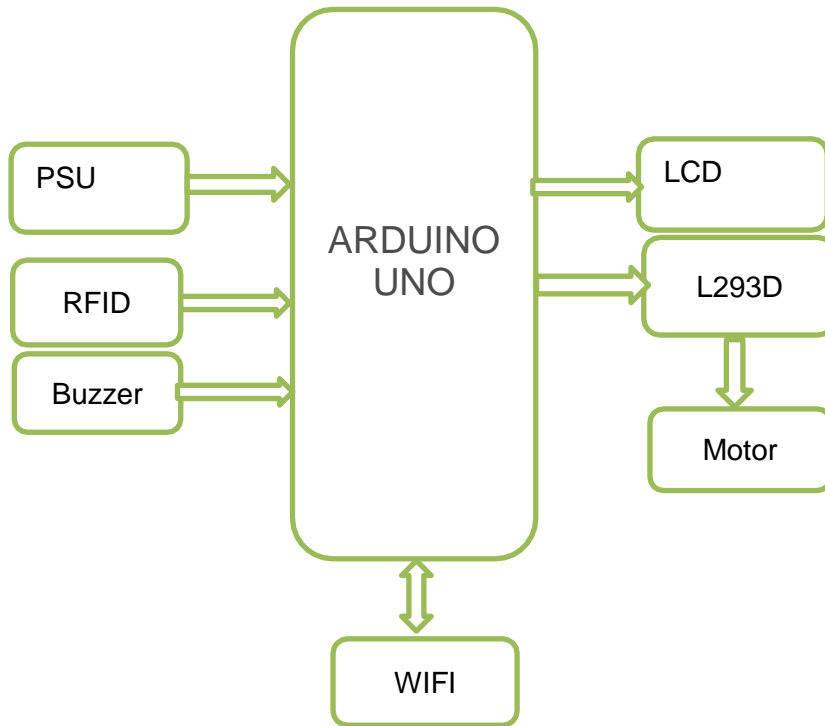 PSU
RFID
Buzzer
ARDUINO
UNO
LCD
L293D
Motor
WIFI